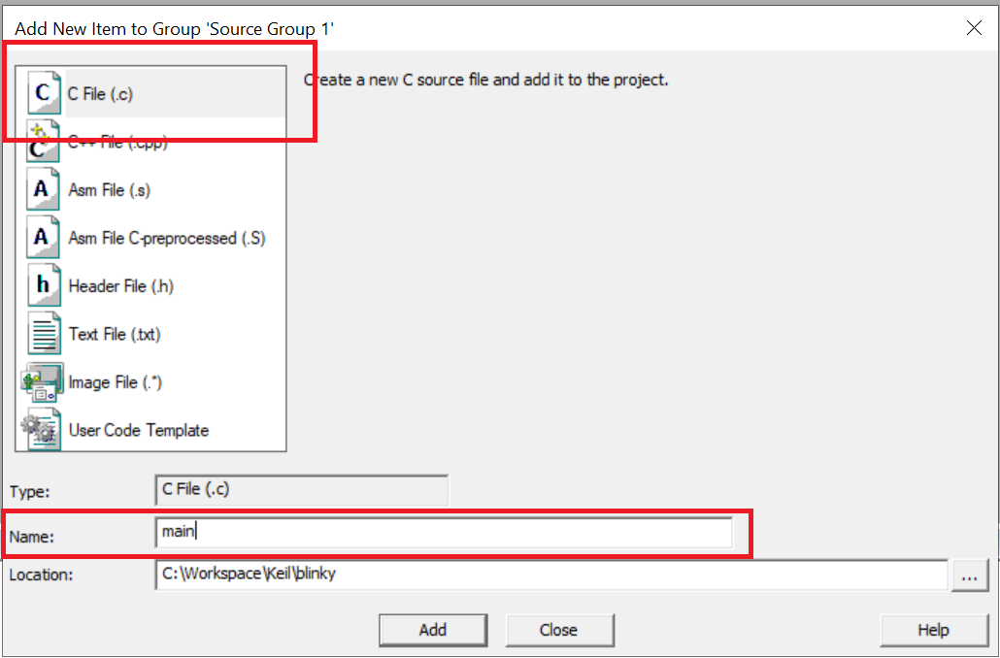 Add New Item to Group 'Source Group 1'
C File (.c)
Create a new C source file and add it to the project.
C++ File (.cpp)
Asm File (.s)
Asm File C-preprocessed (.S)
Header File (.h)
Text File (.txt)
Image File (.*)
User Code Template
Type: C File (.c)
Name: main
Location: C:\Workspace\Keil\blinky ...
Add Close Help